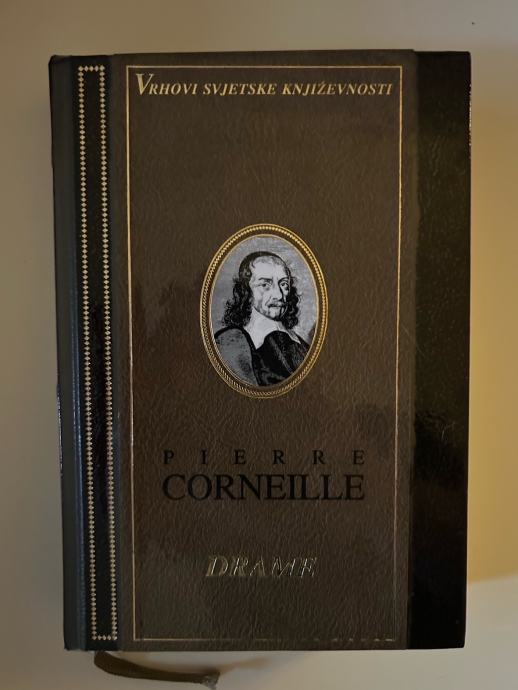 VRHOVI SVJETSKE KNJIŽEVNOSTI
PIERRE
CORNEILLE
DRAME